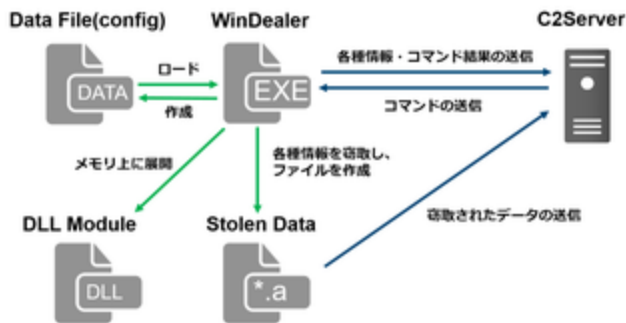 Data File(config)
WinDealer
C2Server
DATA
ロード
作成
EXE
各種情報・コマンド結果の送信
コマンドの送信
メモリ上に展開
各種情報を窃取し、
ファイルを作成
窃取されたデータの送信
DLL Module
Stolen Data
DLL
*.a